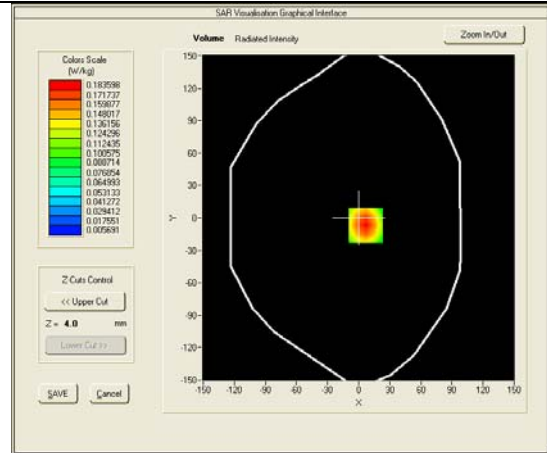 SAR Visualisation Graphical Interface
Volume Radiated Intensity
Zoom In/Out
Colors Scale
(W/kg)
0.183598
0.171737
0.159877
0.148017
0.136156
0.124296
0.112435
0.100575
0.088714
0.076854
0.064993
0.053133
0.041272
0.029412
0.017551
0.005691
Z Cuts Control
<< Upper Cut
Z = 4.0 mm
Lower Cut >>
SAVE Cancel
150
120
90
60
30
0
-30
-60
-90
-120
-150
Y
-150 -120 -90 -60 -30 0 30 60 90 120 150
X